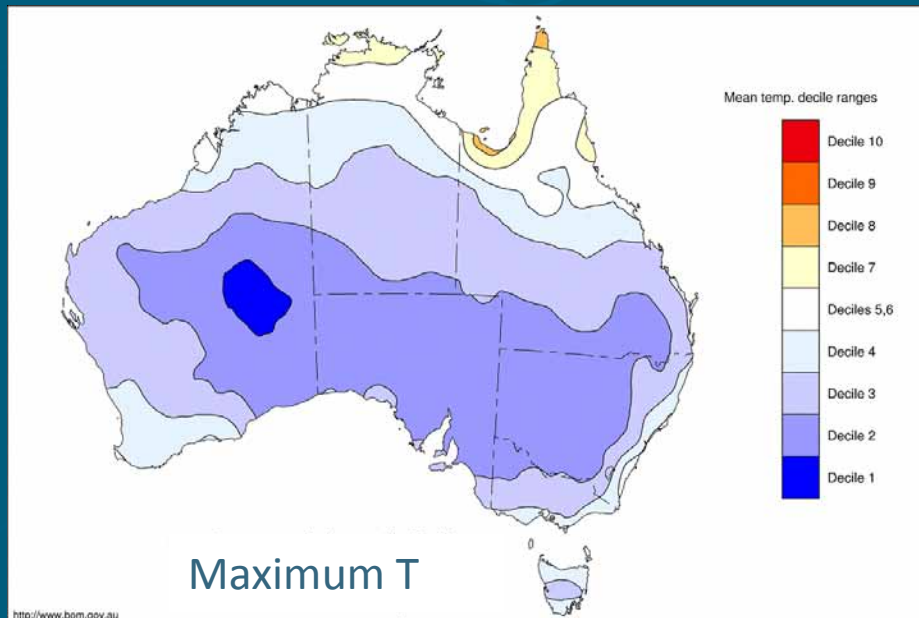 Mean temp. decile ranges
Decile 10
Decile 9
Decile 8
Decile 7
Deciles 5,6
Decile 4
Decile 3
Decile 2
Decile 1
Maximum T
http://www.bom.gov.au